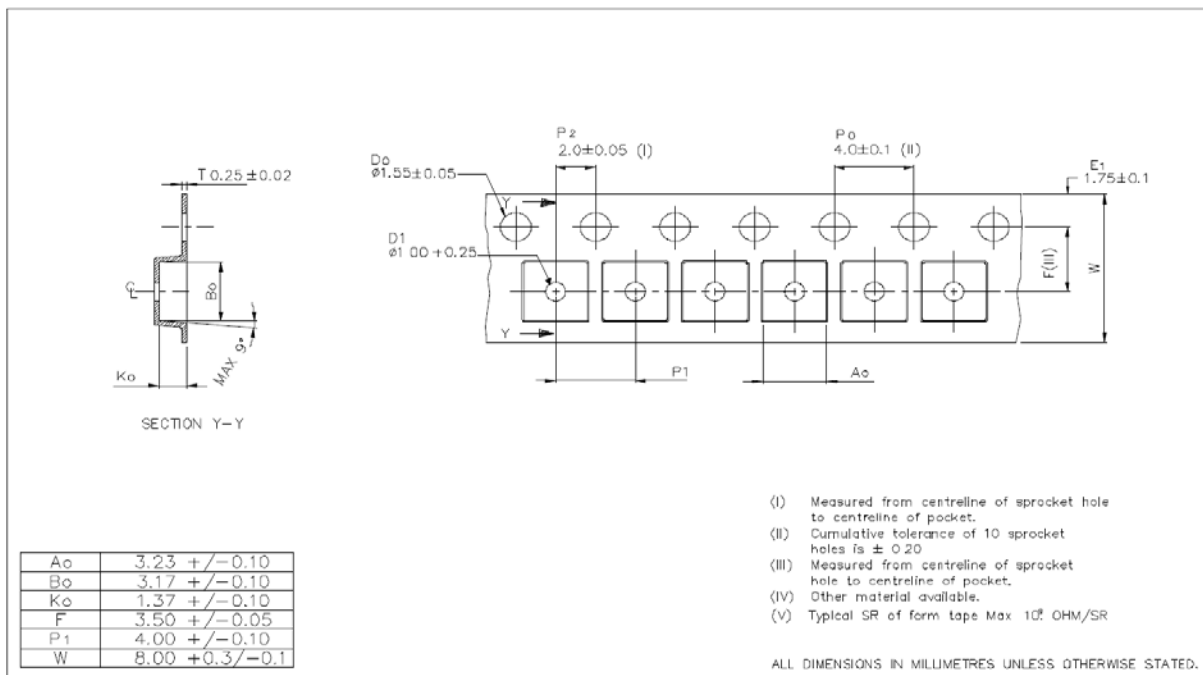 P2
2.0±0.05 (I)
Po
4.0±0.1 (II)
E1
1.75±0.1
Do
ø1.55±0.05
T 0.25±0.02
Y
D1
ø1 00 +0.25
F(III)
W
Bo
Y
MAX 9°
Ko
P1
Ao
SECTION Y-Y
(I) Measured from centreline of sprocket hole
to centreline of pocket.
(II) Cumulative tolerance of 10 sprocket
holes is ± 0 20
(III) Measured from centreline of sprocket
hole to centreline of pocket.
(IV) Other material available.
(V) Typical SR of form tape Max OHM/SR
ALL DIMENSIONS IN MILLIMETRES UNLESS OTHERWISE STATED.
Ao 3.23 +/-0.10
Bo 3.17 +/-0.10
Ko 1.37 +/-0.10
F 3.50 +/-0.05
P1 4.00 +/-0.10
W 8.00 +0.3/-0.1